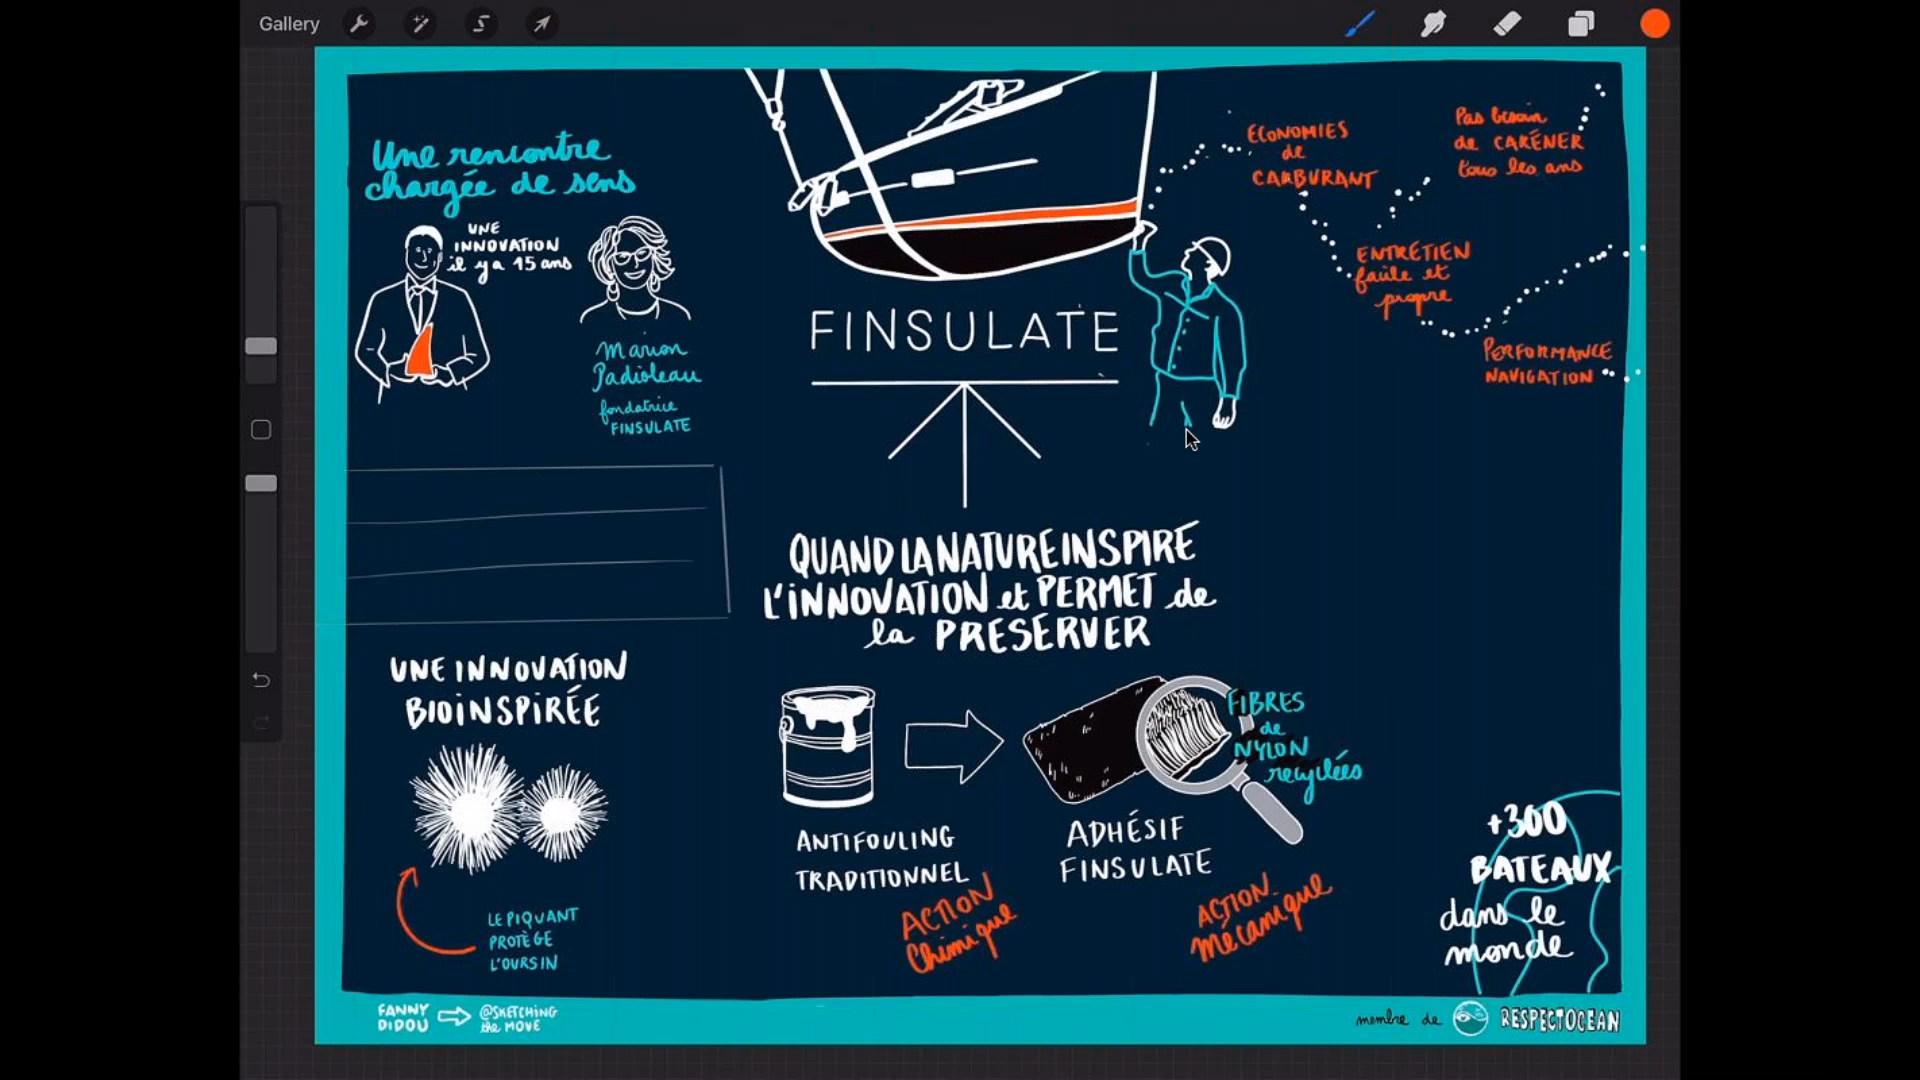 Gallery
Une rencontre
chargée de sens
UNE
INNOVATION
il y a 15 ans
Marion
Padioleau
fondatrice
FINSULATE
FINSULATE
ECONOMIES
de
CARBURANT
Pas besoin
de CARÉNER
tous les ans
ENTRETIEN
facile et
propre
PERFORMANCE
NAVIGATION
QUAND LA NATURE INSPIRE
L'INNOVATION et PERMET de
la PRESERVER
UNE INNOVATION
BIOINSPIRÉE
LE PIQUANT
PROTÈGE
L'OURSIN
ANTIFOULING
TRADITIONNEL
ACTION
Chimique
FIBRES
de
NYLON
recyclées
ADHÉSIF
FINSULATE
ACTION
Mécanique
+300
BATEAUX
dans le
monde
FANNY
DIDOU
@SKETCHING
the MOVE
membre de RESPECTOCEAN